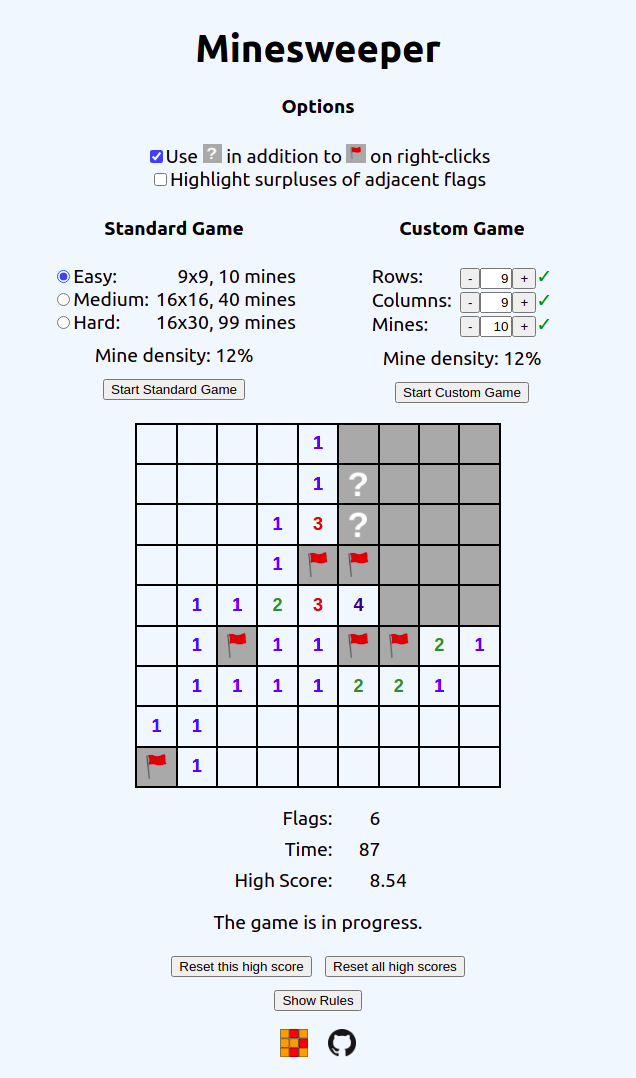 Minesweeper
Options
Use ? in addition to on right-clicks
Highlight surpluses of adjacent flags
Standard Game
Easy: 9x9, 10 mines
Medium: 16x16, 40 mines
Hard: 16x30, 99 mines
Mine density: 12%
Start Standard Game
Custom Game
Rows: - 9 + ✓
Columns: - 9 + ✓
Mines: - 10 + ✓
Mine density: 12%
Start Custom Game
1
1 ?
1 3 ?
1
1 1 2 3 4
1 1 1 2 1
1 1 1 1 2 2 1
1 1
1
Flags: 6
Time: 87
High Score: 8.54
The game is in progress.
Reset this high score Reset all high scores
Show Rules